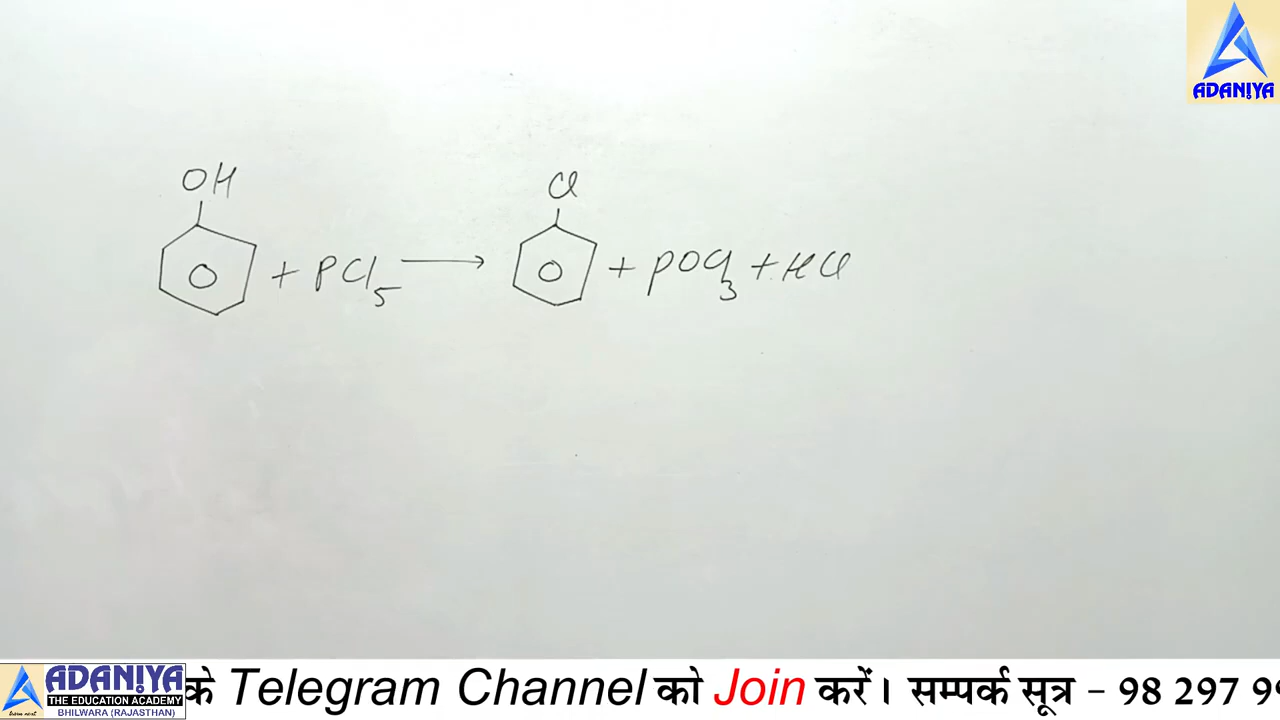 ADANIYA
OH
Cl
+ PCl5 ⟶ + POCl3 + HCl
ADANIYA
THE EDUCATION ACADEMY
BHILWARA (RAJASTHAN)
के Telegram Channel को Join करें। सम्पर्क सूत्र - 98 297 99